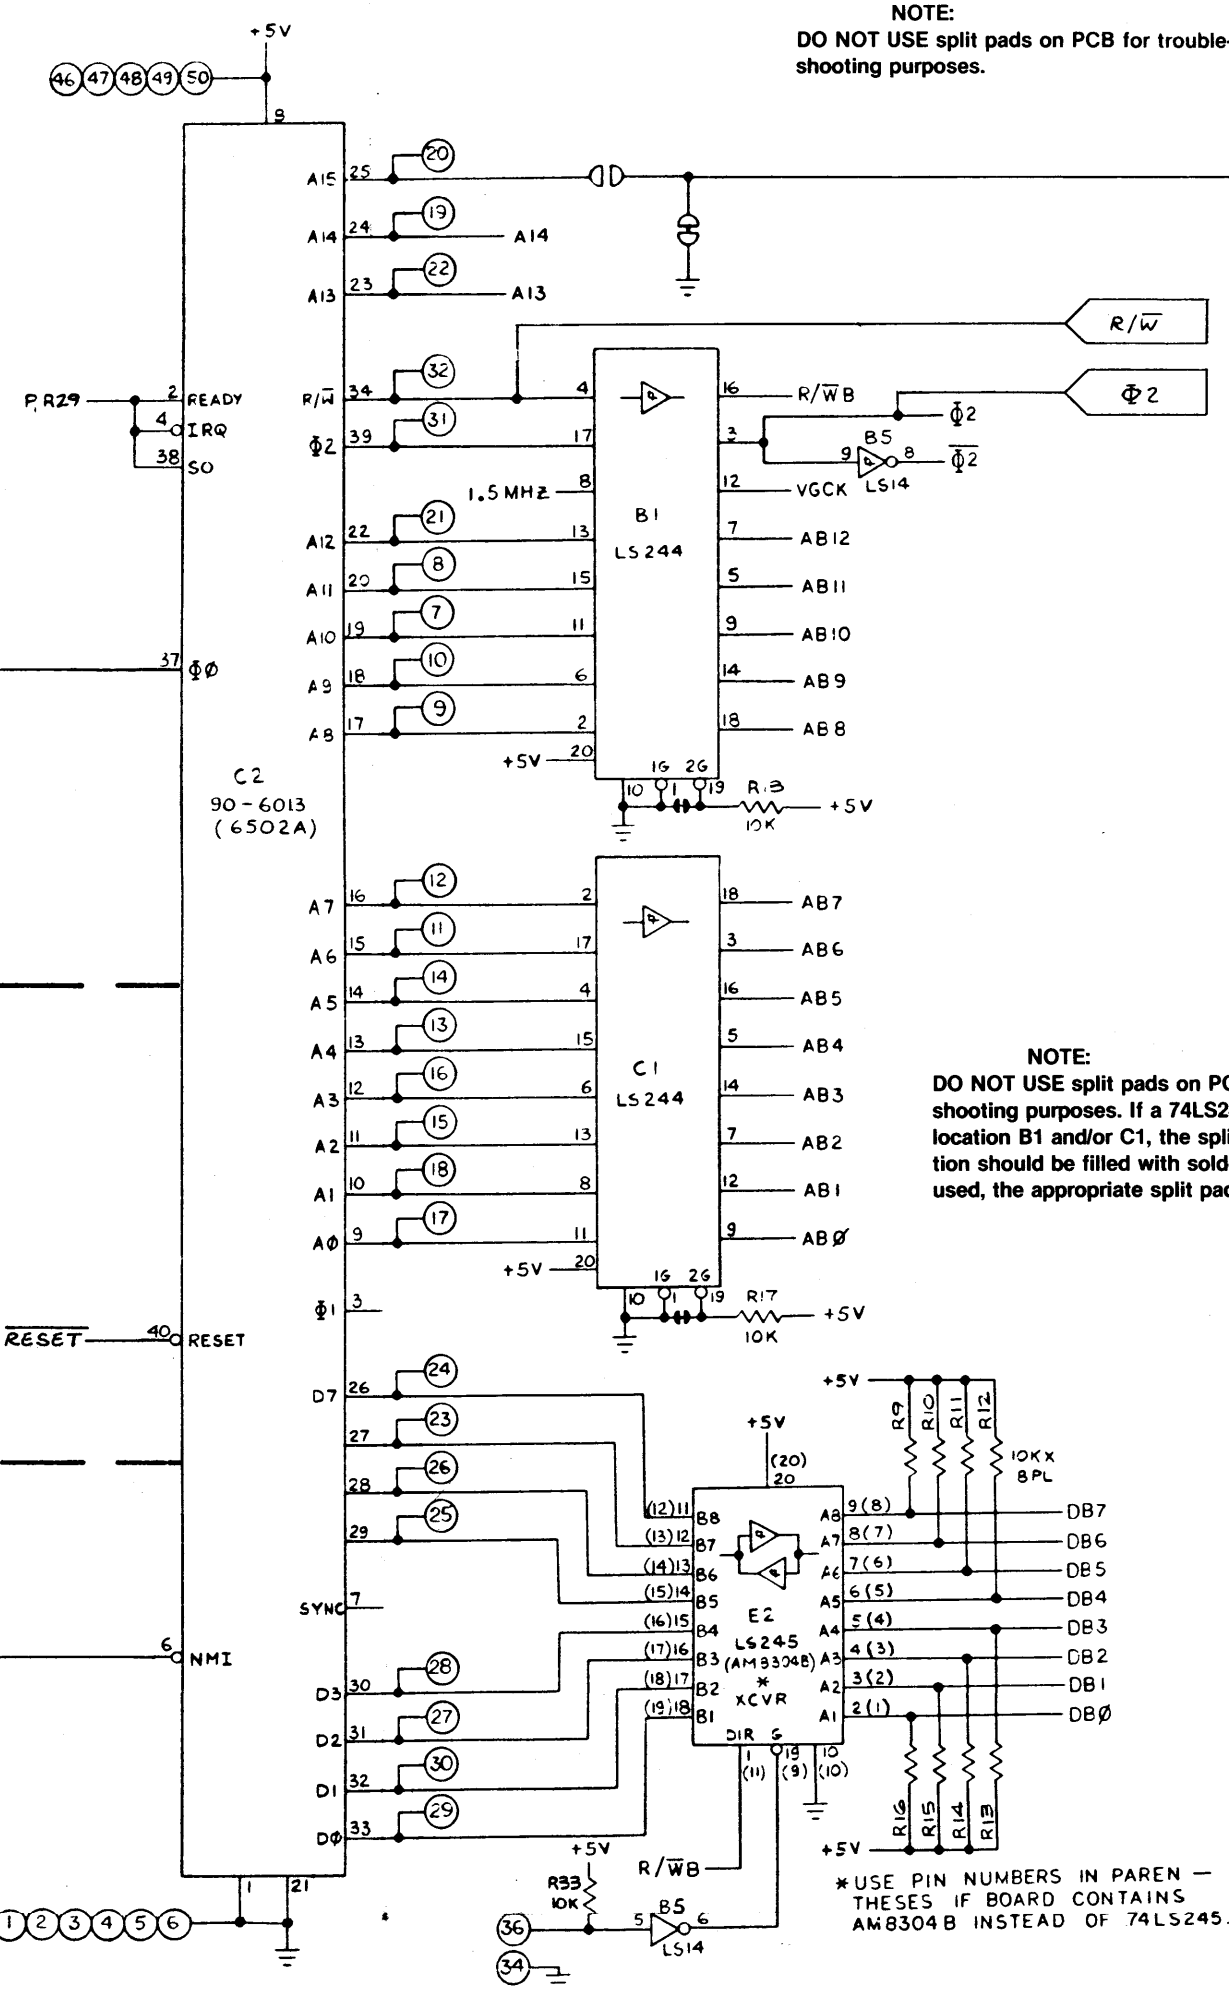 NOTE:
DO NOT USE split pads on PCB for trouble-
shooting purposes.
+5V
46 47 48 49 50
8
A15 25 20
A14 24 19 A14
A13 23 22 A13
R/W̅
P,R29
2 READY
4 IRQ
38 SO
R/W̅ 34 32 4 16 R/W̅B
Φ2
Φ2 39 31 17 3 Φ2
B5
9 8 Φ̅2̅
LS14
1.5 MHZ 8 12 VGCK
B1
LS244
A12 22 21 13 7 AB12
A11 20 8 15 5 AB11
A10 19 7 11 9 AB10
37 ΦØ
A9 18 10 6 14 AB9
A8 17 9 2 18 AB8
+5V 20
1G 2G
10 1 19 +5V
10K
C2
90-6013
(6502A)
A7 16 12 2 18 AB7
A6 15 11 17 3 AB6
A5 14 14 4 16 AB5
A4 13 13 15 5 AB4
C1
LS244
A3 12 16 6 14 AB3
A2 11 15 13 7 AB2
A1 10 18 8 12 AB1
AØ 9 17 11 9 ABØ
+5V 20
1G 2G
10 1 19 R17 +5V
10K
NOTE:
DO NOT USE split pads on PC
shooting purposes. If a 74LS2
location B1 and/or C1, the spli
tion should be filled with sold-
used, the appropriate split pad
Φ1 3
R̅E̅S̅E̅T̅ 40 RESET
D7 26 24
27 23
28 26
29 25
SYNC 7
6 NMI
D3 30 28
D2 31 27
D1 32 30
DØ 33 29
+5V
R9 R10 R11 R12
10K X
8PL
+5V
(20)
20
(12)11 B8 A8 9(8) DB7
(13)12 B7 A7 8(7) DB6
(14)13 B6 A6 7(6) DB5
(15)14 B5 A5 6(5) DB4
(16)15 B4 A4 5(4) DB3
(17)16 B3 A3 4(3) DB2
(18)17 B2 A2 3(2) DB1
(19)18 B1 A1 2(1) DBØ
E2
LS245
(AM8304B)
*
XCVR
DIR G
1 19 10
(11) (9) (10)
R16 R15 R14 R13
+5V
+5V
R/W̅B
R33
10K
36 5 B5 6
LS14
34
1 21
1 2 3 4 5 6
* USE PIN NUMBERS IN PAREN —
THESES IF BOARD CONTAINS
AM8304B INSTEAD OF 74LS245.